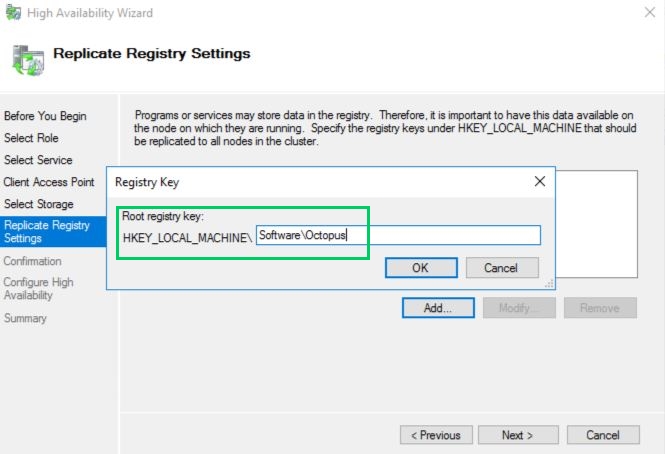 High Availability Wizard
Replicate Registry Settings
Before You Begin
Select Role
Select Service
Client Access Point
Select Storage
Replicate Registry
Settings
Confirmation
Configure High
Availability
Summary
Programs or services may store data in the registry. Therefore, it is important to have this data available on
the node on which they are running. Specify the registry keys under HKEY_LOCAL_MACHINE that should
be replicated to all nodes in the cluster.
Registry Key
Root registry key:
HKEY_LOCAL_MACHINE\ Software\Octopus
OK Cancel
Add... Modify... Remove
< Previous Next > Cancel